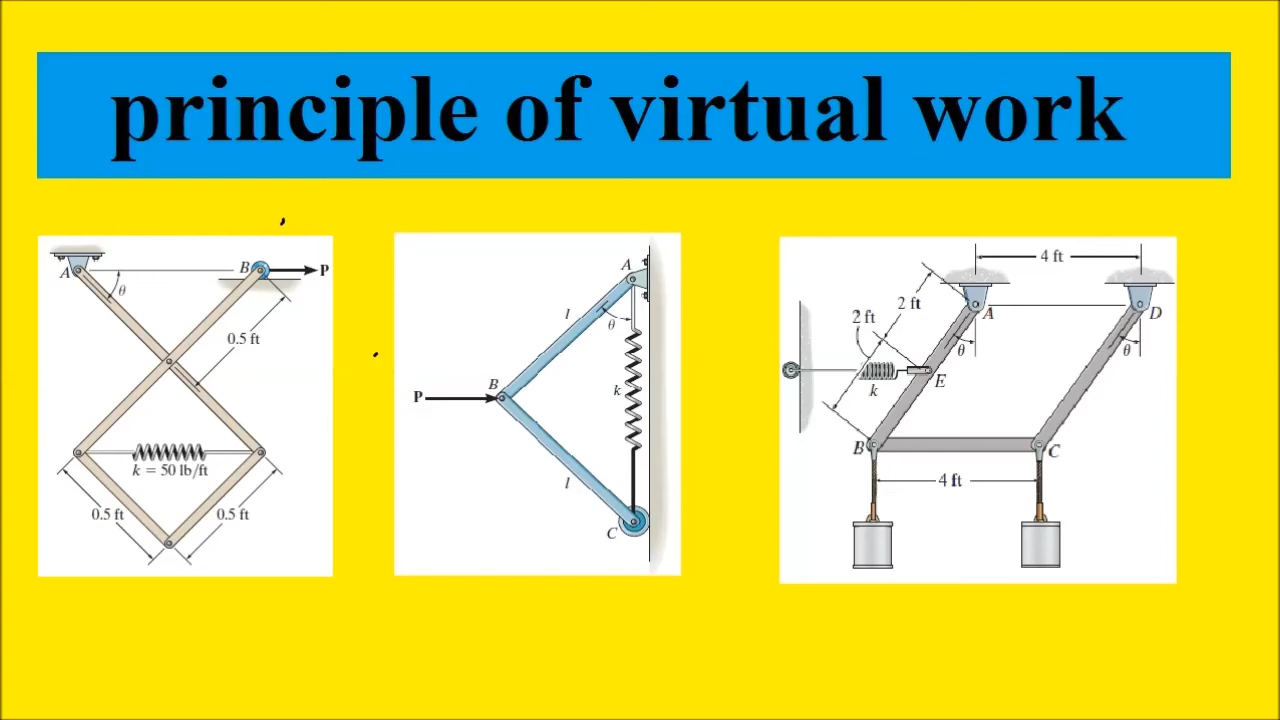 principle of virtual work
A
B
P
θ
0.5 ft
k = 50 lb/ft
0.5 ft
0.5 ft
A
l
θ
k
B
P
l
C
4 ft
2 ft
2 ft
A
D
θ
θ
E
k
B
C
4 ft